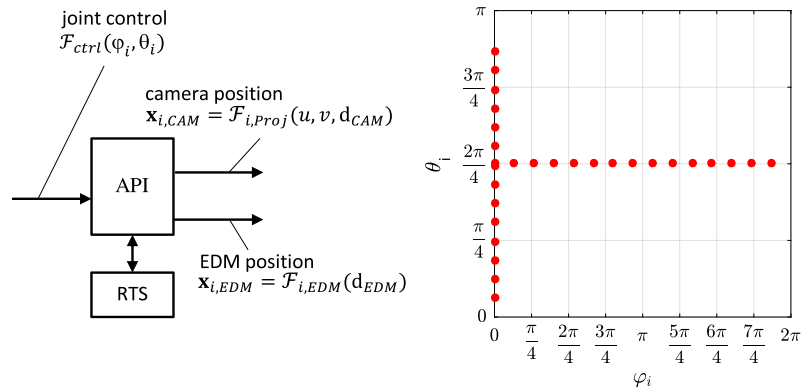 joint control
ℱctrl(φi,θi)
camera position
xi,CAM = ℱi,Proj(u, v, dCAM)
API
EDM position
xi,EDM = ℱi,EDM(dEDM)
RTS
π
3π/4
2π/4
π/4
0
θi
0 π/4 2π/4 3π/4 π 5π/4 6π/4 7π/4 2π
φi